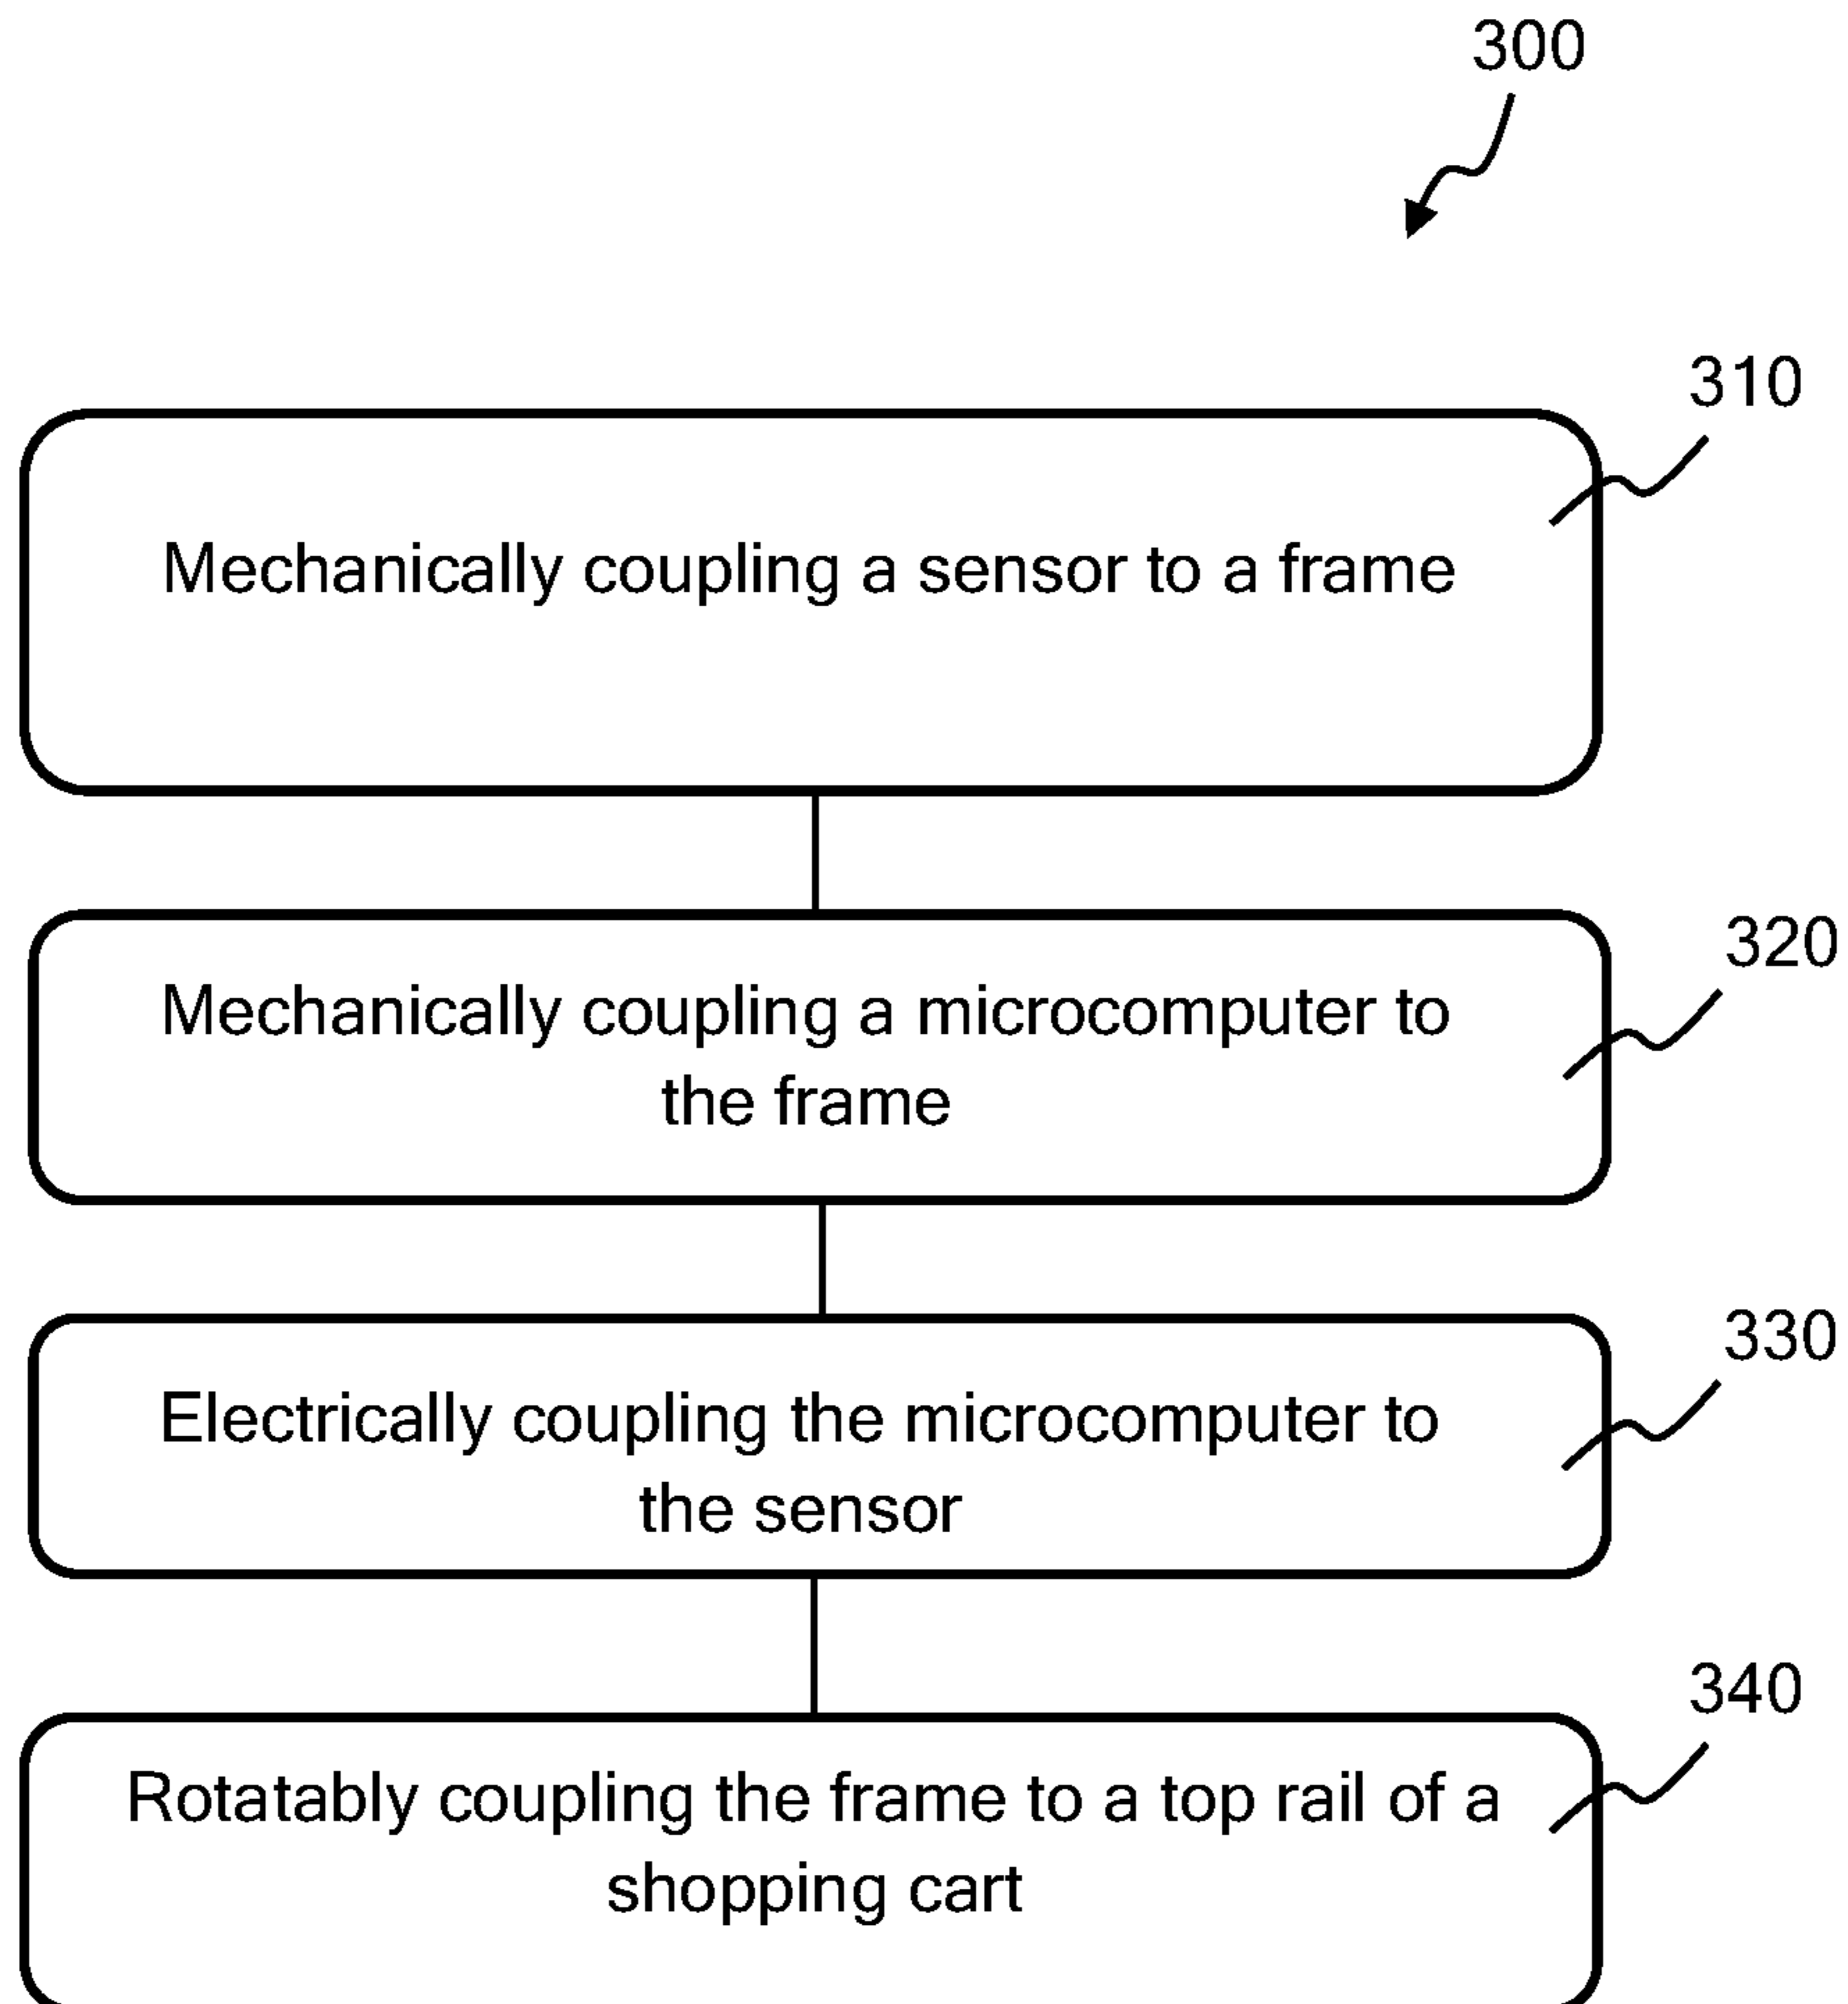 300
310
Mechanically coupling a sensor to a frame
320
Mechanically coupling a microcomputer to
the frame
330
Electrically coupling the microcomputer to
the sensor
340
Rotatably coupling the frame to a top rail of a
shopping cart